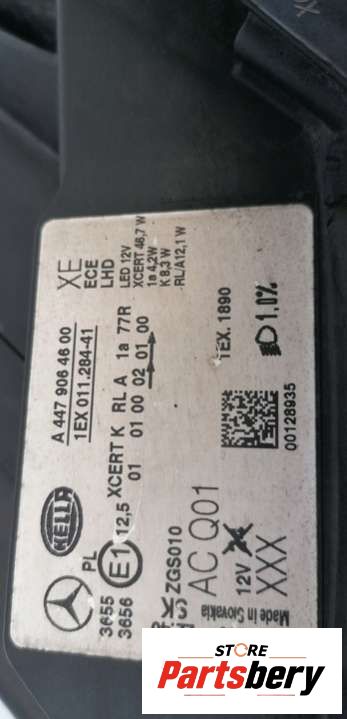 HELLA
A 447 906 46 00
1EX 011.284-41
XE
ECE
LHD
LED 12V
XCERT 46,7 W
1a 4,2W
K 8,3 W
RL/A12,1 W
PL
3655
3656
E1
12,5
XCERT K RL A 1a 77R
01 01 00 02 01 00
ZGS010
AC Q01
12V
XXX
Made in Slovakia
1EX. 1890
1,0%
00128935
STORE
Partsbery